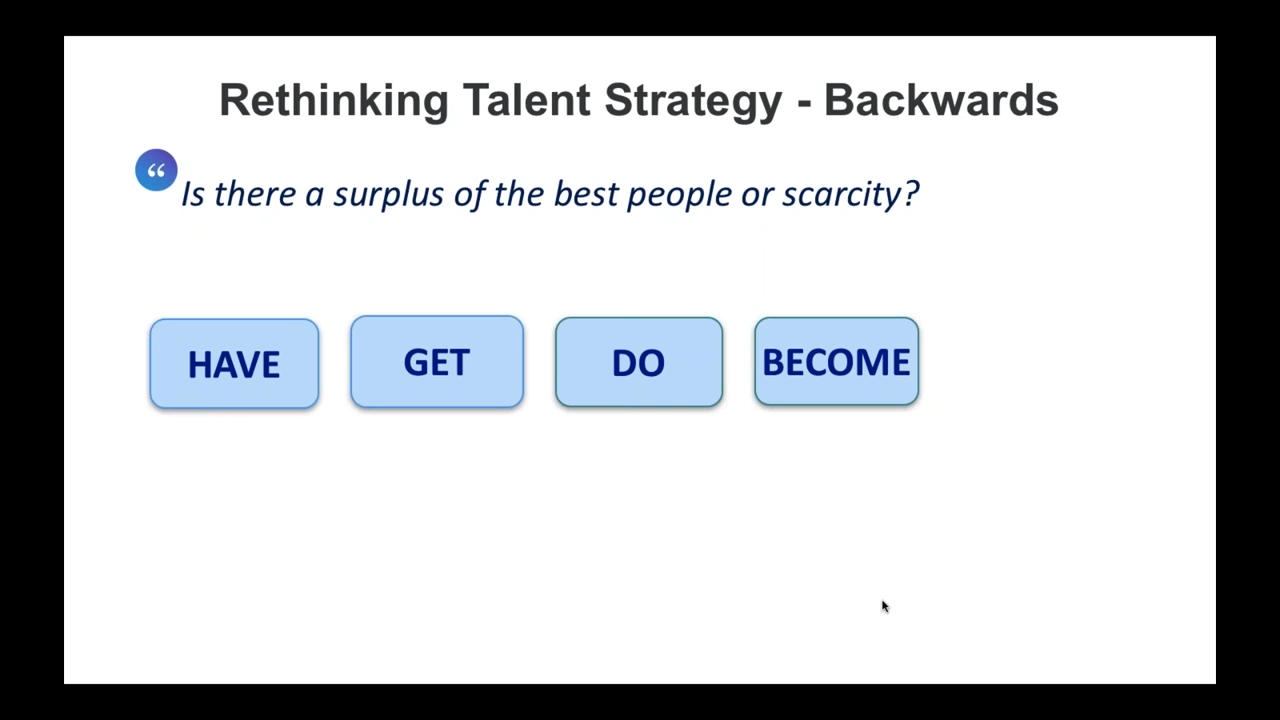 Rethinking Talent Strategy - Backwards
“ Is there a surplus of the best people or scarcity?
HAVE GET DO BECOME